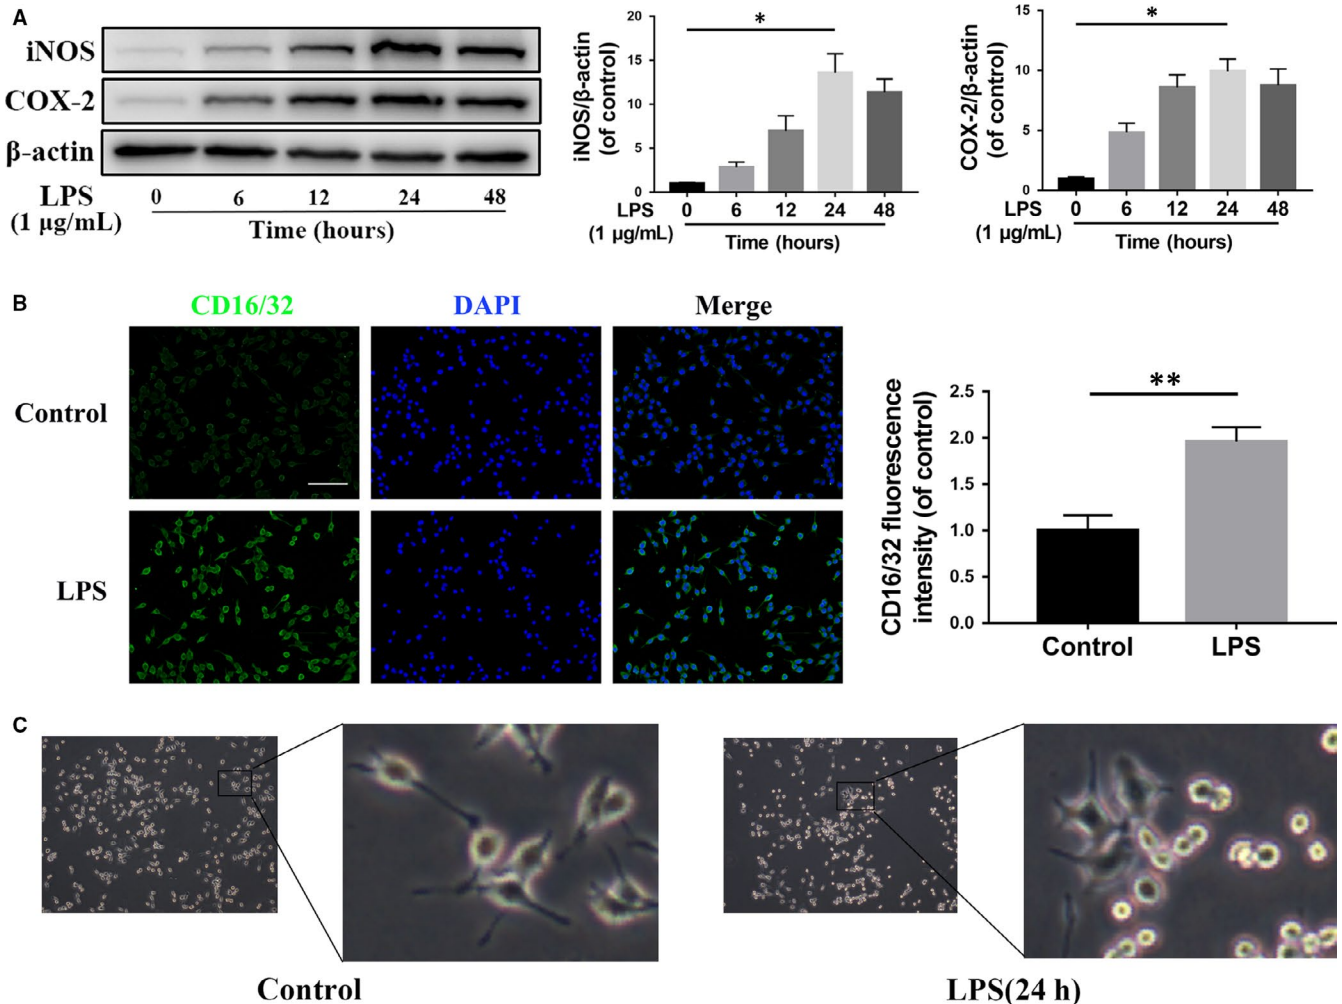 A
iNOS
COX-2
β-actin
LPS
(1 μg/mL)
0 6 12 24 48
Time (hours)
iNOS/β-actin
(of control)
20
15
10
5
0
*
LPS
(1 μg/mL)
0 6 12 24 48
Time (hours)
COX-2/β-actin
(of control)
15
10
5
0
*
LPS
(1 μg/mL)
0 6 12 24 48
Time (hours)
B
CD16/32 DAPI Merge
Control
LPS
CD16/32 fluorescence
intensity (of control)
2.5
2.0
1.5
1.0
0.5
0.0
**
Control LPS
C
Control
LPS(24 h)